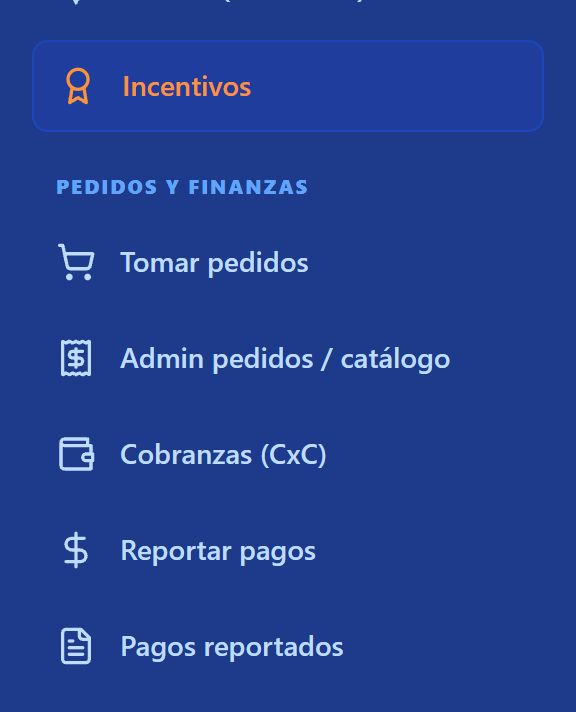 Incentivos
PEDIDOS Y FINANZAS
Tomar pedidos
Admin pedidos / catálogo
Cobranzas (CxC)
Reportar pagos
Pagos reportados